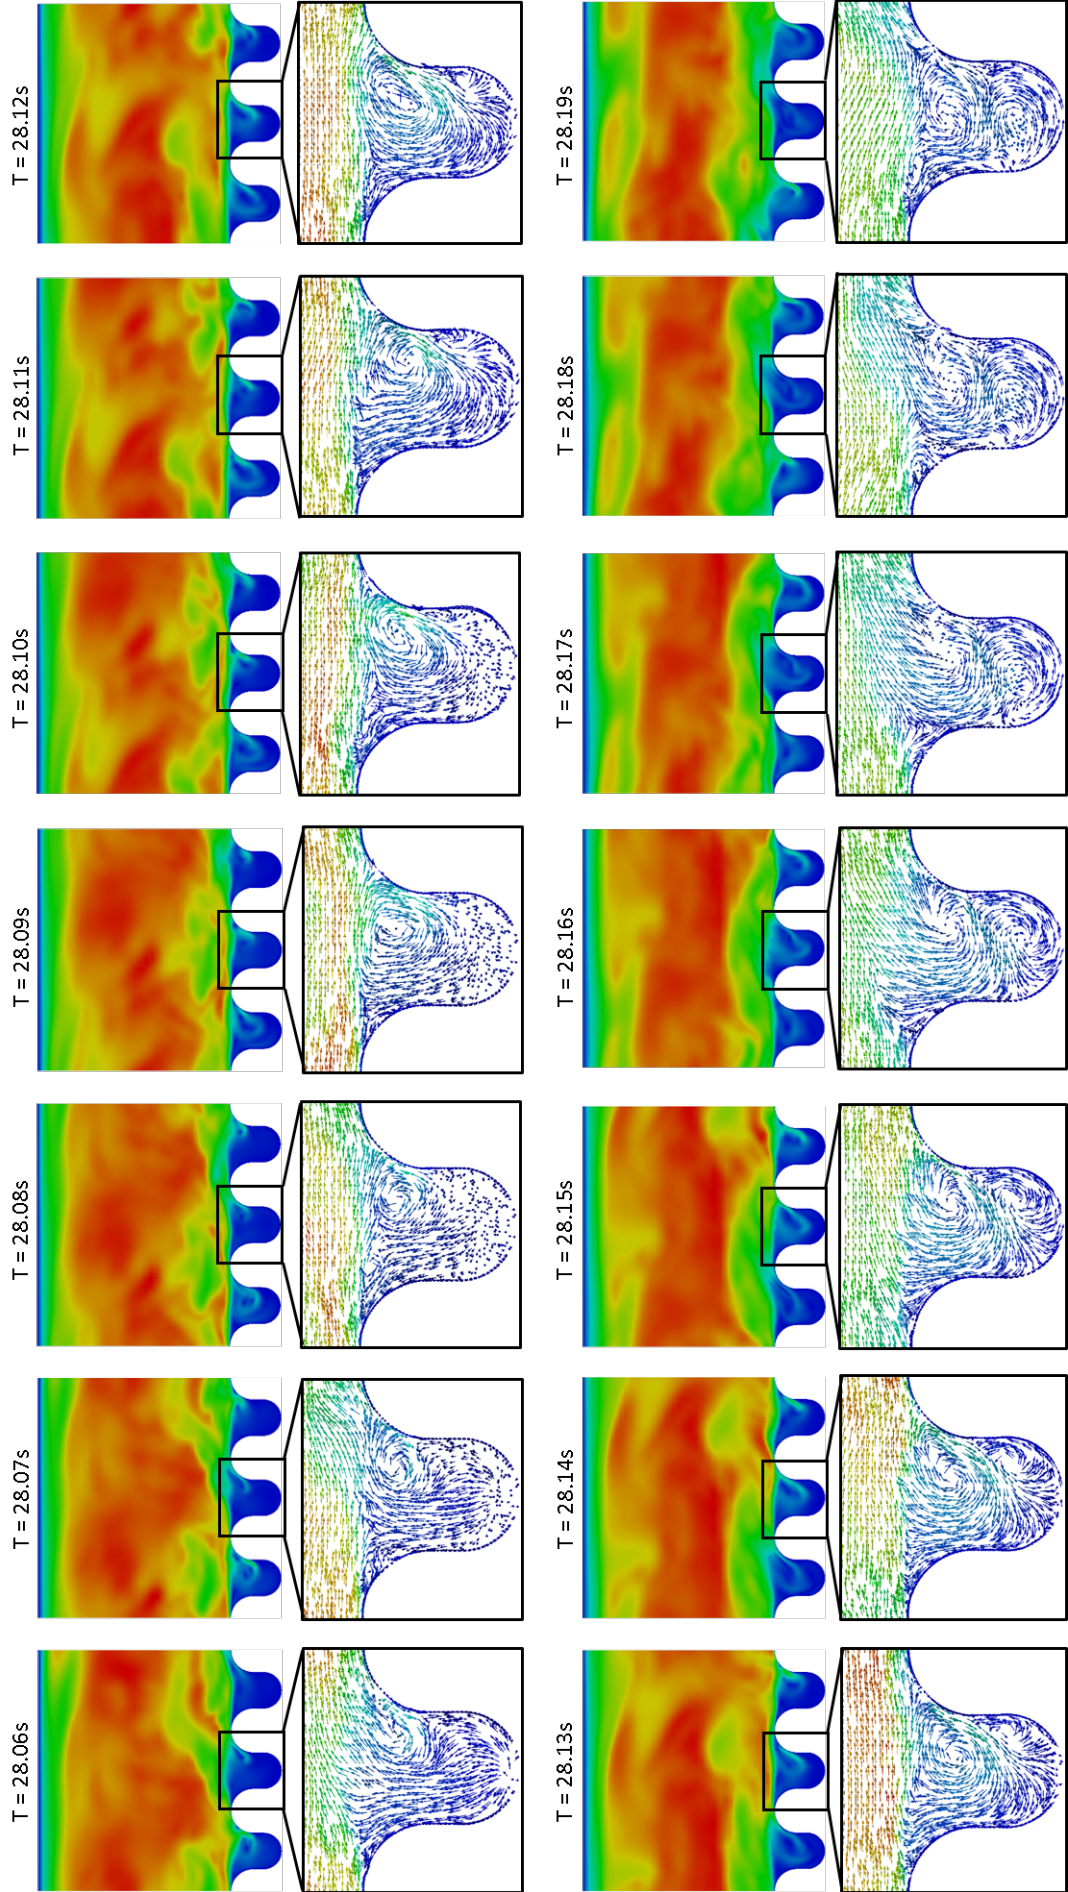 T = 28.06s
T = 28.07s
T = 28.08s
T = 28.09s
T = 28.10s
T = 28.11s
T = 28.12s
T = 28.13s
T = 28.14s
T = 28.15s
T = 28.16s
T = 28.17s
T = 28.18s
T = 28.19s